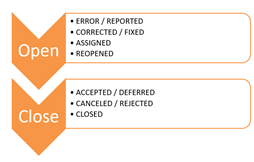 Open
• ERROR / REPORTED
• CORRECTED / FIXED
• ASSIGNED
• REOPENED
Close
• ACCEPTED / DEFERRED
• CANCELED / REJECTED
• CLOSED